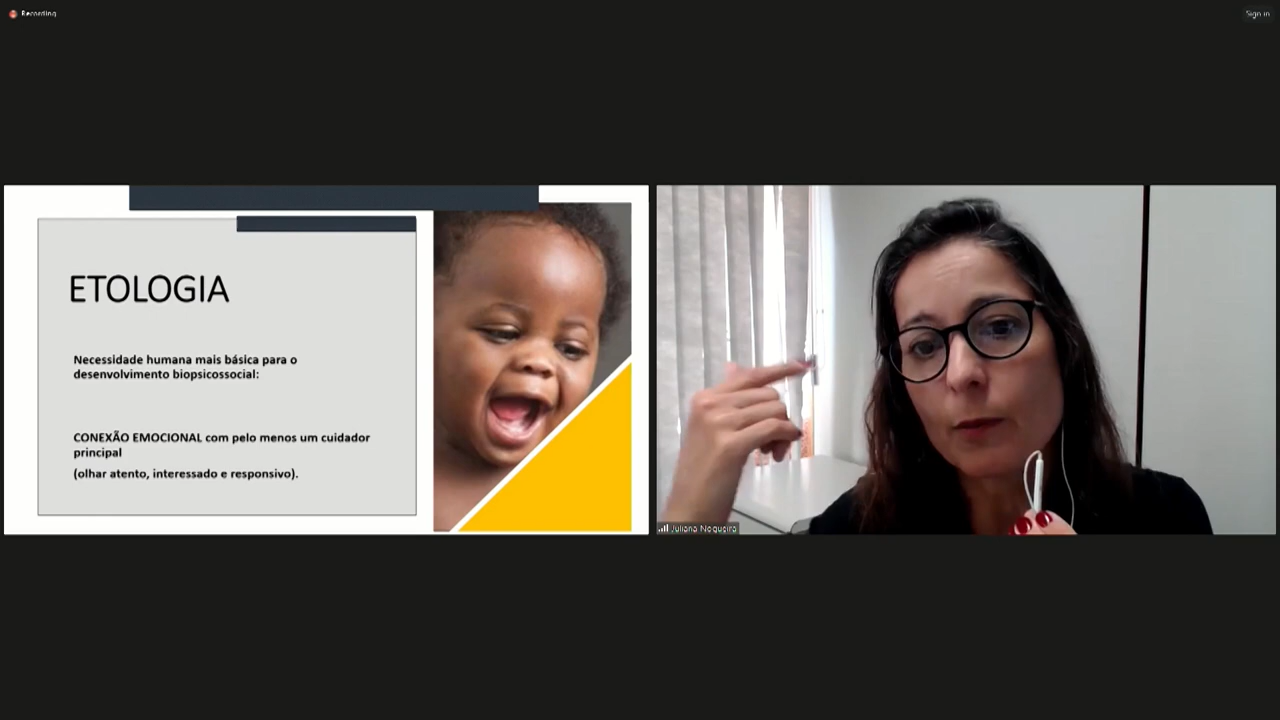 Recording
Sign in
ETOLOGIA
Necessidade humana mais básica para o
desenvolvimento biopsicossocial:
CONEXÃO EMOCIONAL com pelo menos um cuidador
principal
(olhar atento, interessado e responsivo).
Juliana Nogueira